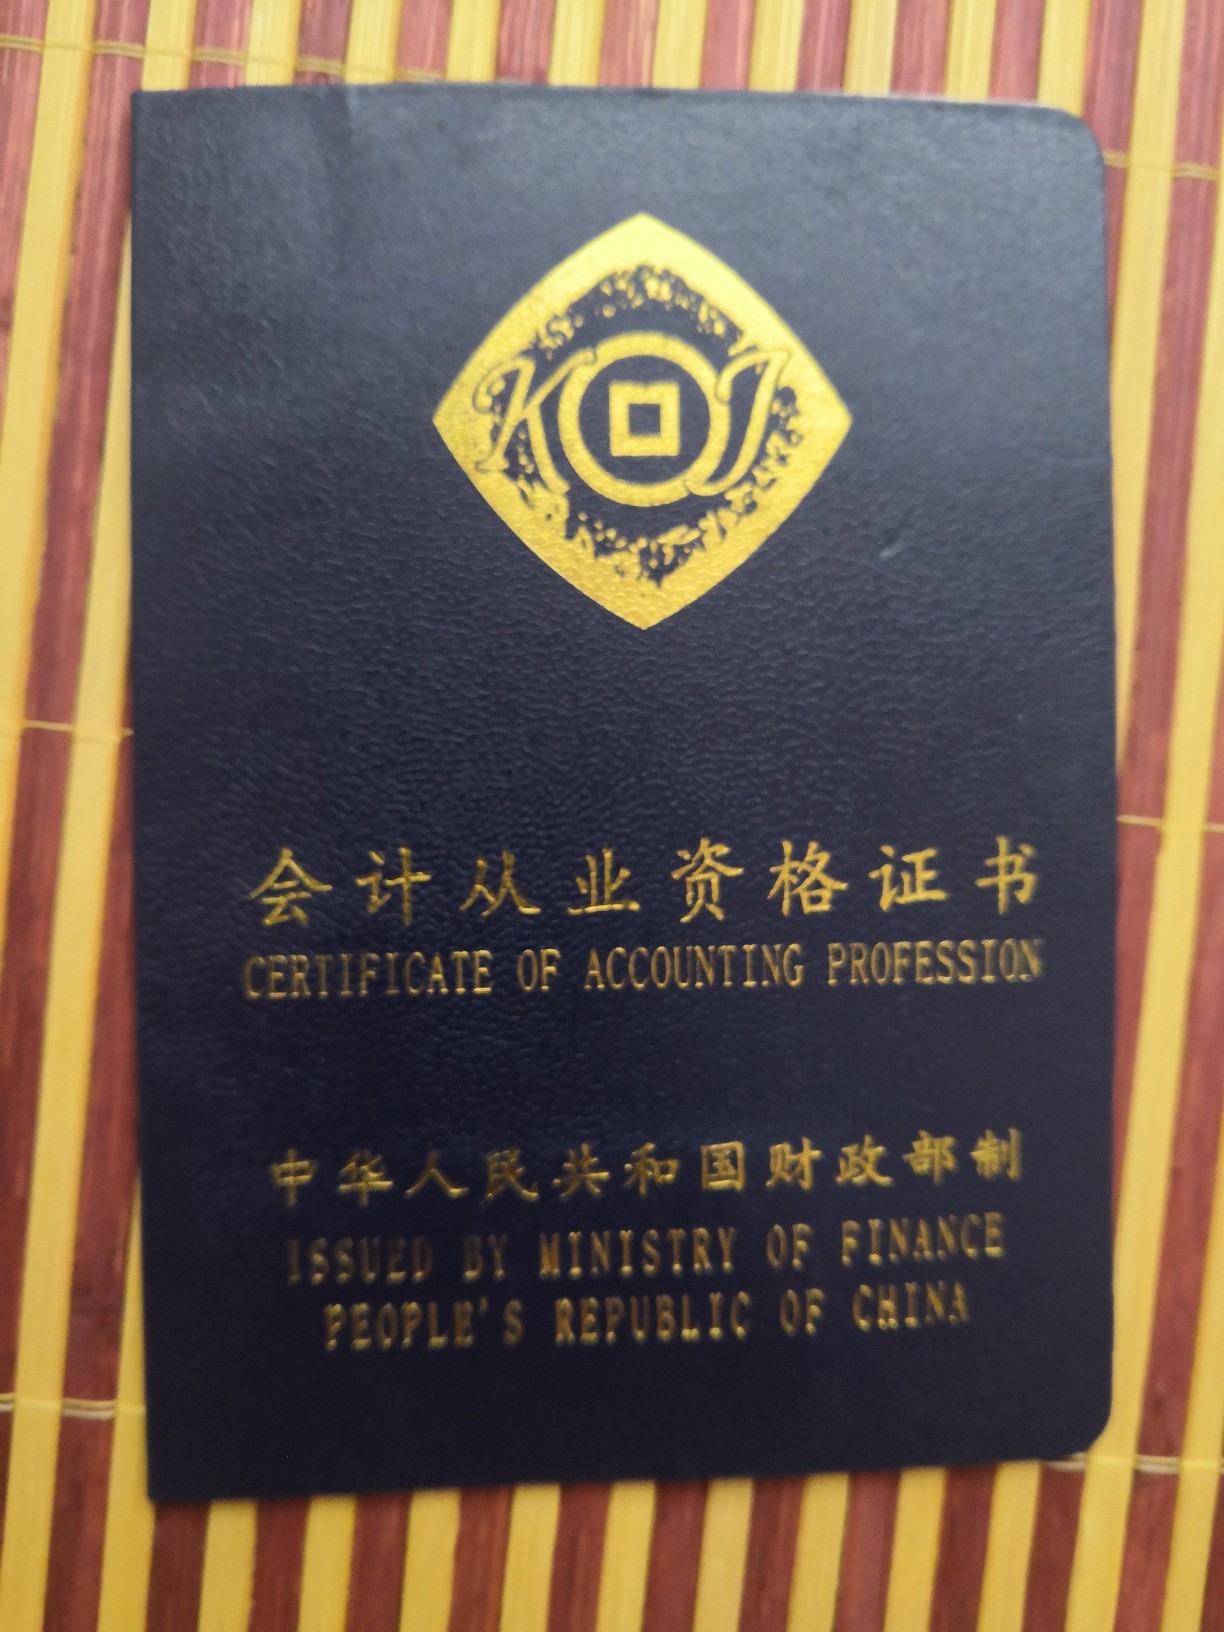 KJ
会计从业资格证书
CERTIFICATE OF ACCOUNTING PROFESSION
中华人民共和国财政部制
ISSUED BY MINISTRY OF FINANCE
PEOPLE'S REPUBLIC OF CHINA